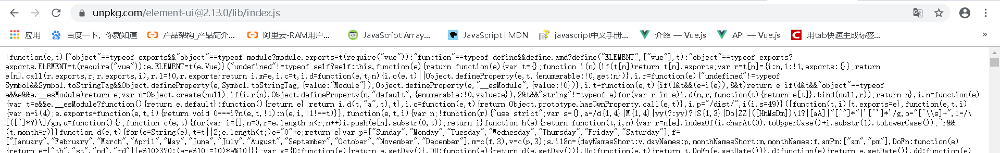 unpkg.com/element-ui@2.13.0/lib/index.js
应用 百度一下，你就知道 产品架构_产品简介... 阿里云-RAM用户... JavaScript Array... JavaScript | MDN javascript中文手册... 介绍 — Vue.js API — Vue.js 用tab快速生成标签... »
!function(e,t){"object"==typeof exports&&"object"==typeof module?module.exports=t(require("vue")):"function"==typeof define&&define.amd?define("ELEMENT",["vue"],t):"object"==typeof exports?
exports.ELEMENT=t(require("vue")):e.ELEMENT=t(e.Vue)}("undefined"!=typeof self?self:this,function(e){return function(e){var t={};function i(n){if(t[n])return t[n].exports;var r=t[n]={i:n,l:!1,exports:{}};return
e[n].call(r.exports,r,r.exports,i),r.l=!0,r.exports}return i.m=e,i.c=t,i.d=function(e,t,n){i.o(e,t)||Object.defineProperty(e,t,{enumerable:!0,get:n})},i.r=function(e){"undefined"!=typeof
Symbol&&Symbol.toStringTag&&Object.defineProperty(e,Symbol.toStringTag,{value:"Module"}),Object.defineProperty(e,"__esModule",{value:!0})},i.t=function(e,t){if(1&t&&(e=i(e)),8&t)return e;if(4&t&&"object"==typeof
e&&e&&e.__esModule)return e;var n=Object.create(null);if(i.r(n),Object.defineProperty(n,"default",{enumerable:!0,value:e}),2&t&&"string"!=typeof e)for(var r in e)i.d(n,r,function(t){return e[t]}.bind(null,r));return n},i.n=function(e)
{var t=e&&e.__esModule?function(){return e.default}:function(){return e};return i.d(t,"a",t),t},i.o=function(e,t){return Object.prototype.hasOwnProperty.call(e,t)},i.p="/dist/",i(i.s=49)}([function(t,i){t.exports=e},function(e,t,i)
{var n=i(4);e.exports=function(e,t,i){return void 0===i?n(e,t,!1):n(e,i,!1!==t)}},function(e,t,i){var n;!function(r){"use strict";var s={},a=/d{1,4}|M{1,4}|yy(?:yy)?|S{1,3}|Do|ZZ|([HhMsDm])\1?|[aA]|"[^"]*"|'[^']*'/g,o="[^\\s]+",l=/\
[([^]*?)\]/gm,u=function(){};function c(e,t){for(var i=[],n=0,r=e.length;n<r;n++)i.push(e[n].substr(0,t));return i}function h(e){return function(t,i,n){var r=n[e].indexOf(i.charAt(0).toUpperCase()+i.substr(1).toLowerCase());~r&&
(t.month=r)}}function d(e,t){for(e=String(e),t=t||2;e.length<t;)e="0"+e;return e}var p=["Sunday","Monday","Tuesday","Wednesday","Thursday","Friday","Saturday"],f=
["January","February","March","April","May","June","July","August","September","October","November","December"],m=c(f,3),v=c(p,3);s.i18n={dayNamesShort:v,dayNames:p,monthNamesShort:m,monthNames:f,amPm:["am","pm"],DoFn:function(e)
{return e+["th","st","nd","rd"][e%10>3?0:(e-e%10!=10)*e%10]}};var g={D:function(e){return e.getDay()},DD:function(e){return d(e.getDay())},Do:function(e,t){return t.DoFn(e.getDate())},d:function(e){return e.getDate()},dd:function(e)